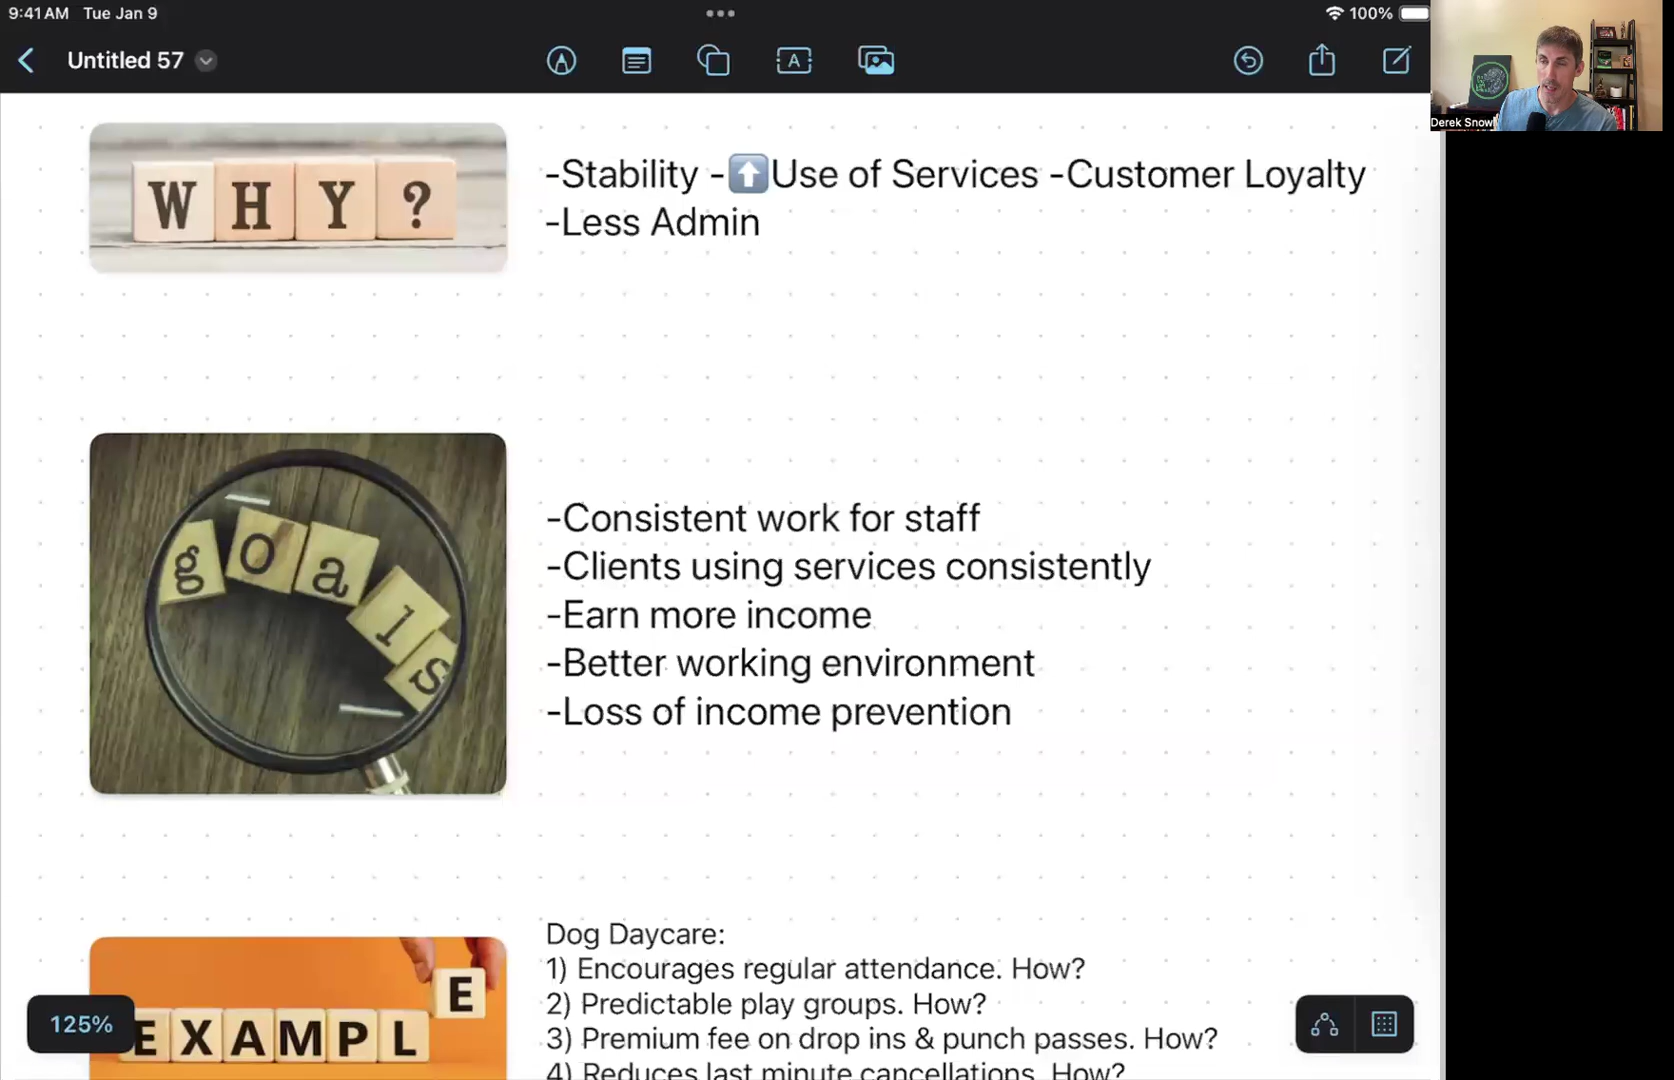 9:41 AM Tue Jan 9
100%
Untitled 57
Derek Snow
WHY?
-Stability -⬆️Use of Services -Customer Loyalty
-Less Admin
goals
-Consistent work for staff
-Clients using services consistently
-Earn more income
-Better working environment
-Loss of income prevention
EXAMPLE
Dog Daycare:
1) Encourages regular attendance. How?
2) Predictable play groups. How?
3) Premium fee on drop ins & punch passes. How?
4) Reduces last minute cancellations. How?
125%